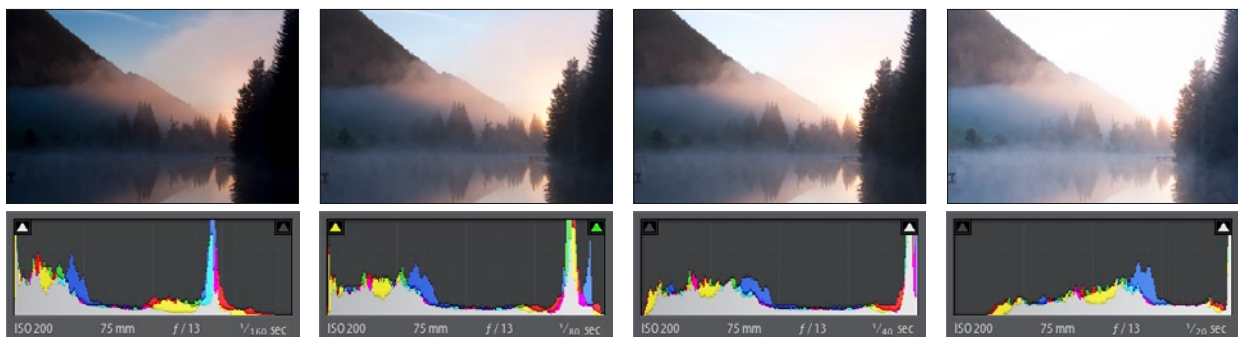 ISO 200 75 mm ƒ / 13 1/160 sec
ISO 200 75 mm ƒ / 13 1/80 sec
ISO 200 75 mm ƒ / 13 1/40 sec
ISO 200 75 mm ƒ / 13 1/20 sec